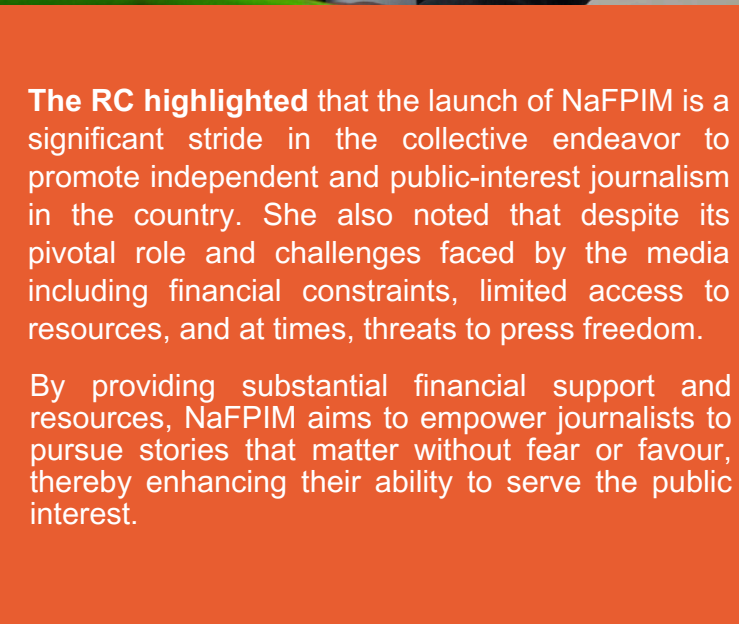 The RC highlighted that the launch of NaFPIM is a
significant stride in the collective endeavor to
promote independent and public-interest journalism
in the country. She also noted that despite its
pivotal role and challenges faced by the media
including financial constraints, limited access to
resources, and at times, threats to press freedom.
By providing substantial financial support and
resources, NaFPIM aims to empower journalists to
pursue stories that matter without fear or favour,
thereby enhancing their ability to serve the public
interest.